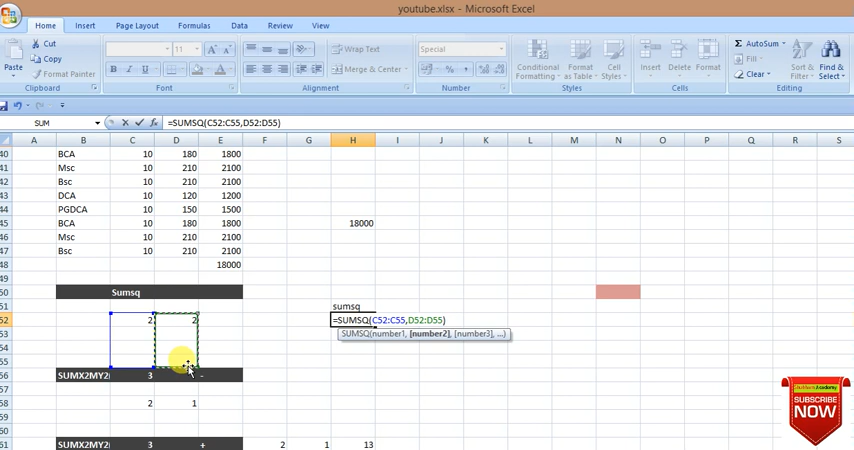 youtube.xlsx - Microsoft Excel
Home Insert Page Layout Formulas Data Review View
Cut
Copy
Format Painter
Paste
Clipboard
11 A A
B I U A
Font
Wrap Text
Merge & Center
Alignment
Special
% ,
Number
Conditional Formatting
Format as Table
Cell Styles
Styles
Insert Delete Format
Cells
Σ AutoSum
Fill
Clear
Sort & Filter
Find & Select
Editing
SUM fx =SUMSQ(C52:C55,D52:D55)
A B C D E F G H I J K L M N O P Q R S
40 BCA 10 180 1800
41 Msc 10 210 2100
42 Bsc 10 210 2100
43 DCA 10 120 1200
44 PGDCA 10 150 1500
45 BCA 10 180 1800 18000
46 Msc 10 210 2100
47 Bsc 10 210 2100
48 18000
49
50 Sumsq
51 sumsq
52 2 2 =SUMSQ(C52:C55,D52:D55)
53 SUMSQ(number1, [number2], [number3], ...)
54
55
56 SUMX2MY2( 3 -
57
58 2 1
59
60
61 SUMX2MY2( 3 + 2 1 13
SUBSCRIBE
NOW